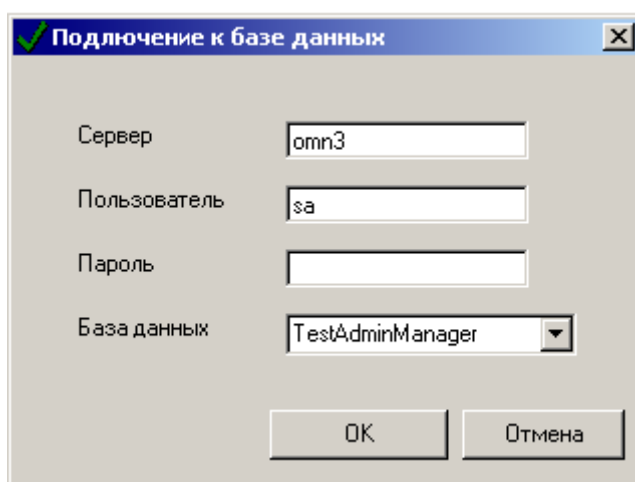 Подлючение к базе данных
Сервер
omn3
Пользователь
sa
Пароль
База данных
TestAdminManager
OK
Отмена